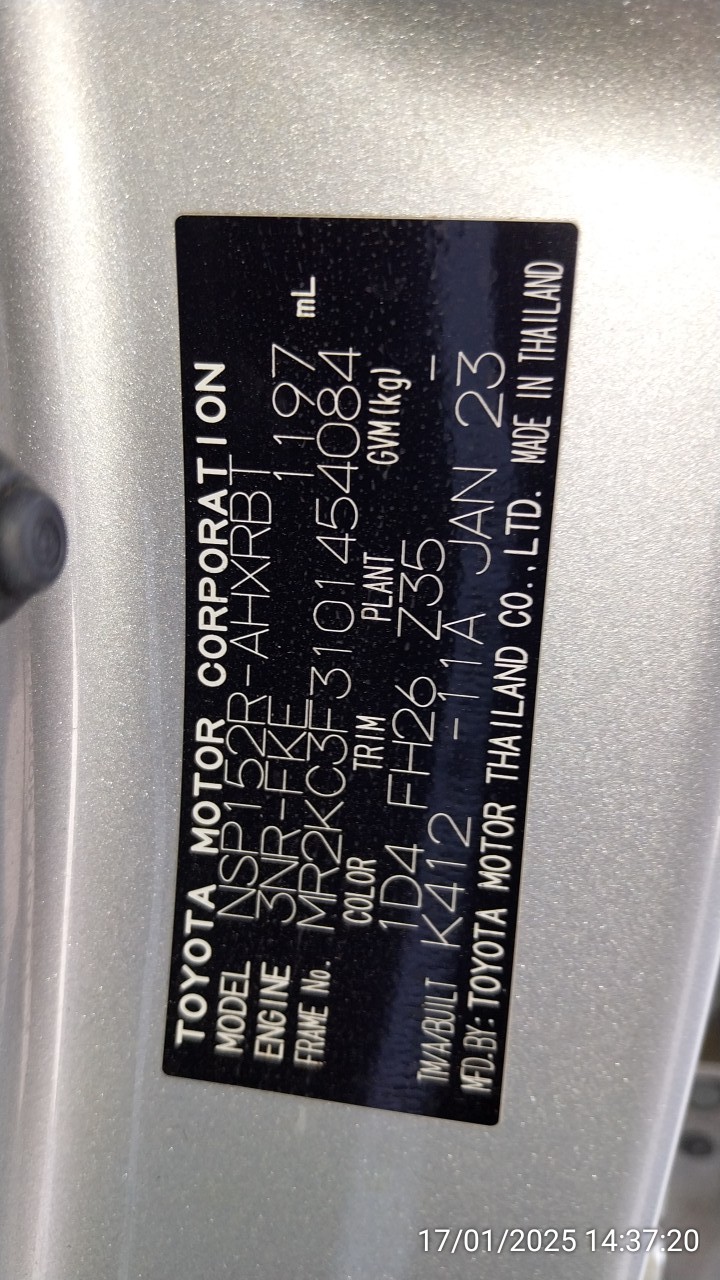 TOYOTA MOTOR CORPORATION
MODEL NSP152R-AHXRBT
ENGINE 3NR-FKE 1197 mL
FRAME No. MR2KC3F3101454084
COLOR TRIM PLANT GVM(kg)
1D4 FH26 Z35 -
TM/A/BUILT K412 -11A JAN 23
MFD.BY: TOYOTA MOTOR THAILAND CO.,LTD. MADE IN THAILAND
17/01/2025 14:37:20